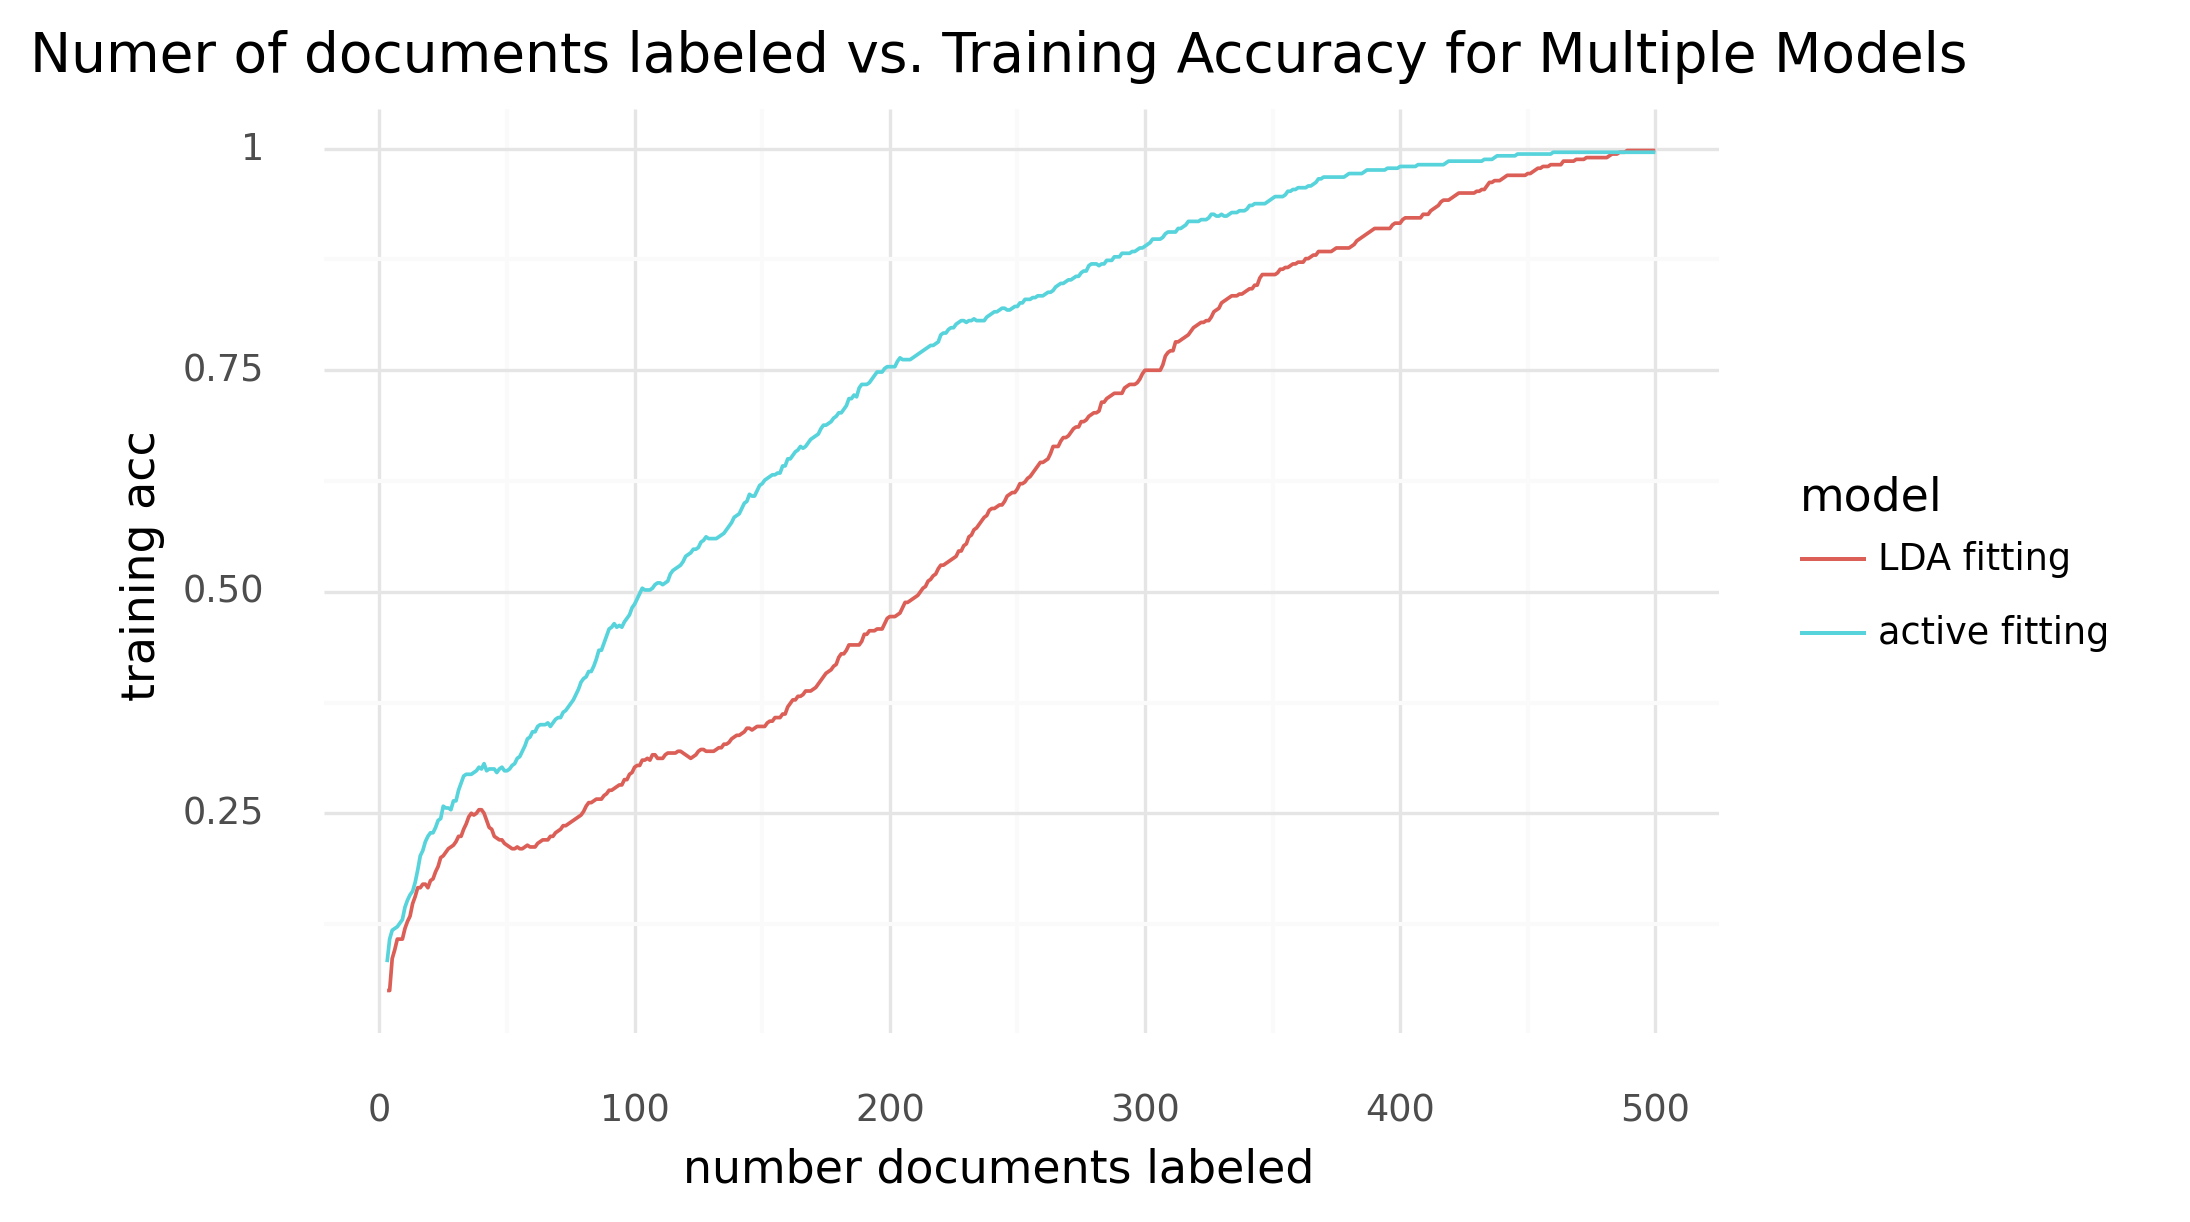 Numer of documents labeled vs. Training Accuracy for Multiple Models
1
0.75
0.50
0.25
training acc
0 100 200 300 400 500
number documents labeled
model
LDA fitting
active fitting